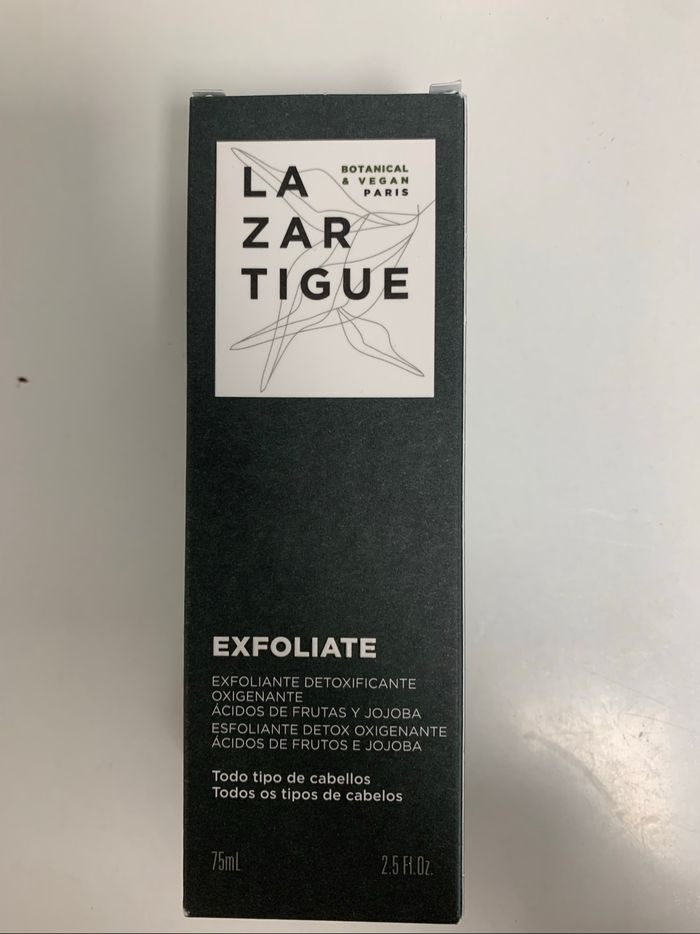 LA
ZAR
TIGUE
BOTANICAL
& VEGAN
PARIS
EXFOLIATE
EXFOLIANTE DETOXIFICANTE
OXIGENANTE
ÁCIDOS DE FRUTAS Y JOJOBA
ESFOLIANTE DETOX OXIGENANTE
ÁCIDOS DE FRUTOS E JOJOBA
Todo tipo de cabellos
Todos os tipos de cabelos
75mL
2.5 Fl.Oz.